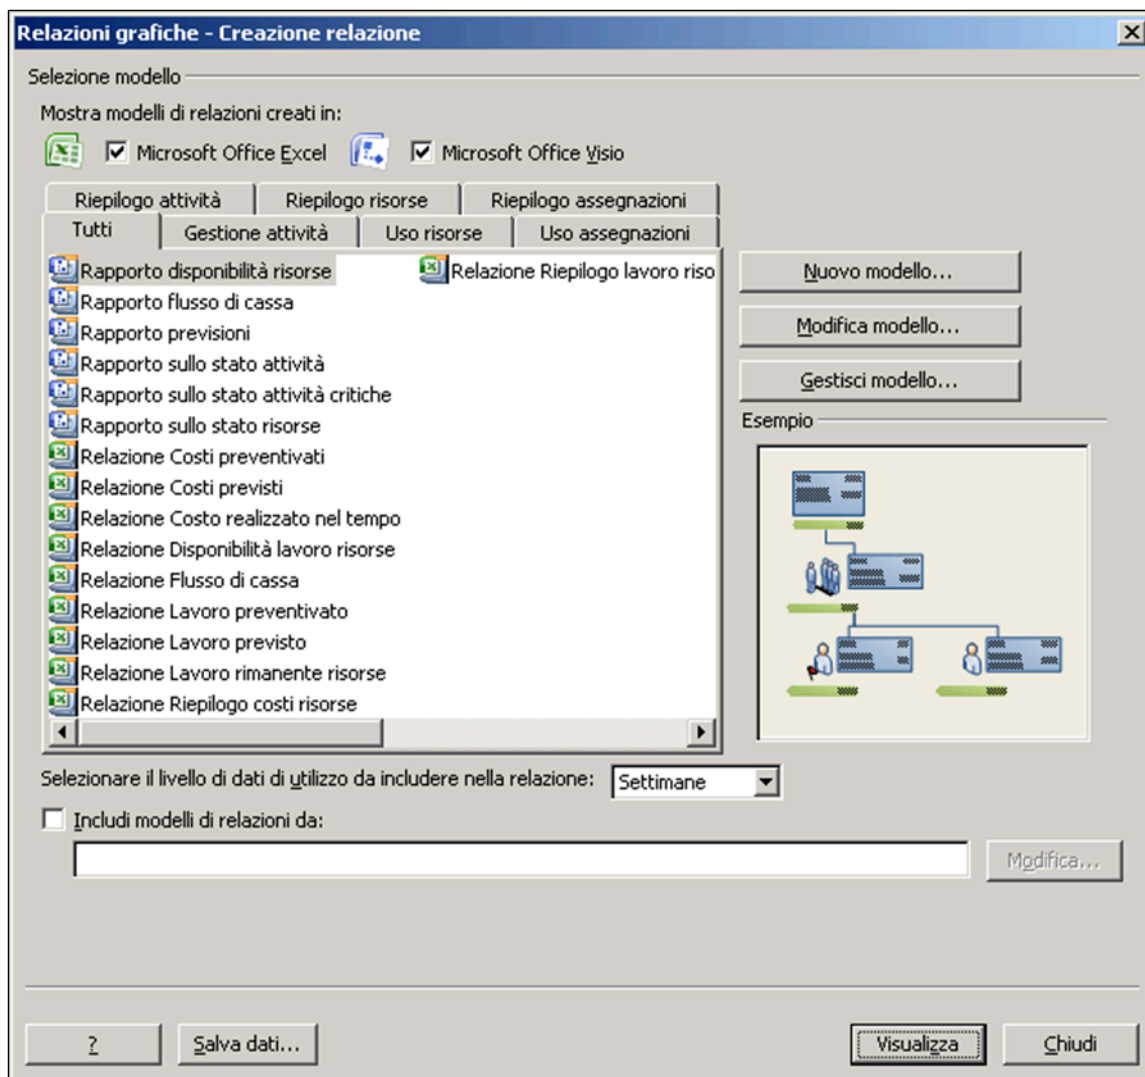 Relazioni grafiche - Creazione relazione
Selezione modello
Mostra modelli di relazioni creati in:
Microsoft Office Excel Microsoft Office Visio
Riepilogo attività Riepilogo risorse Riepilogo assegnazioni
Tutti Gestione attività Uso risorse Uso assegnazioni
Rapporto disponibilità risorse Relazione Riepilogo lavoro riso
Rapporto flusso di cassa
Rapporto previsioni
Rapporto sullo stato attività
Rapporto sullo stato attività critiche
Rapporto sullo stato risorse
Relazione Costi preventivati
Relazione Costi previsti
Relazione Costo realizzato nel tempo
Relazione Disponibilità lavoro risorse
Relazione Flusso di cassa
Relazione Lavoro preventivato
Relazione Lavoro previsto
Relazione Lavoro rimanente risorse
Relazione Riepilogo costi risorse
Nuovo modello...
Modifica modello...
Gestisci modello...
Esempio
Selezionare il livello di dati di utilizzo da includere nella relazione: Settimane
Includi modelli di relazioni da:
Modifica...
? Salva dati... Visualizza Chiudi